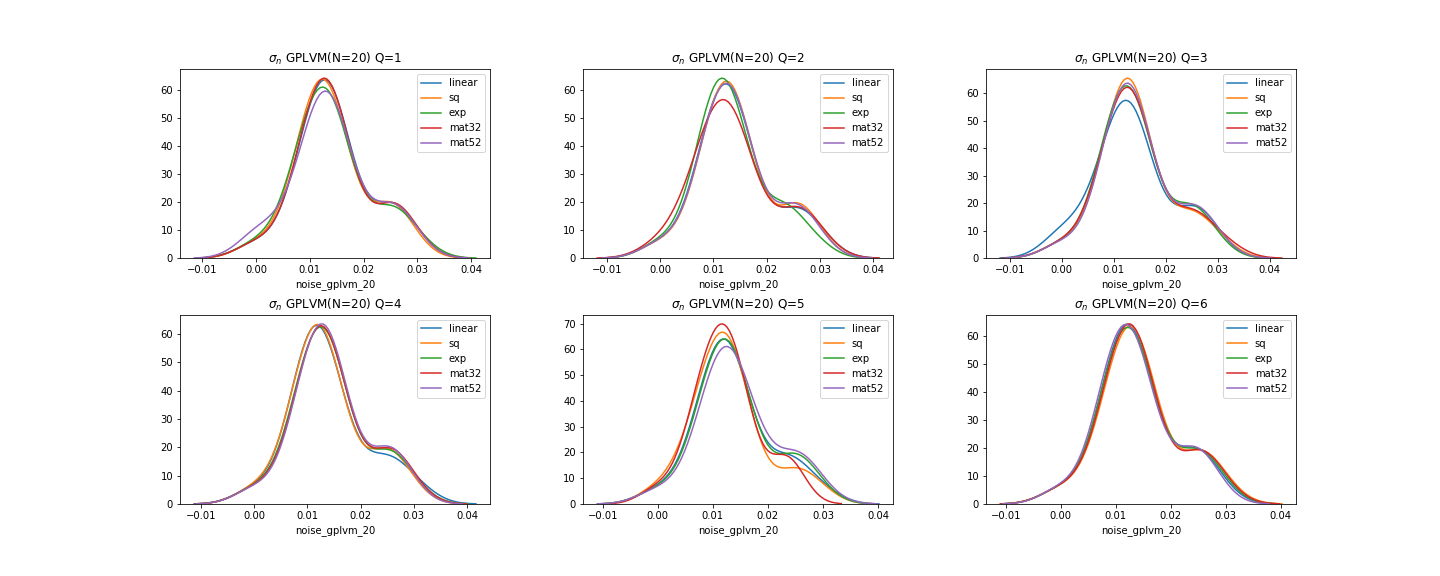 σn GPLVM(N=20) Q=1
60
50
40
30
20
10
0
linear
sq
exp
mat32
mat52
−0.01 0.00 0.01 0.02 0.03 0.04
noise_gplvm_20
σn GPLVM(N=20) Q=2
60
50
40
30
20
10
0
linear
sq
exp
mat32
mat52
−0.01 0.00 0.01 0.02 0.03 0.04
noise_gplvm_20
σn GPLVM(N=20) Q=3
60
50
40
30
20
10
0
linear
sq
exp
mat32
mat52
−0.01 0.00 0.01 0.02 0.03 0.04
noise_gplvm_20
σn GPLVM(N=20) Q=4
60
50
40
30
20
10
0
linear
sq
exp
mat32
mat52
−0.01 0.00 0.01 0.02 0.03 0.04
noise_gplvm_20
σn GPLVM(N=20) Q=5
70
60
50
40
30
20
10
0
linear
sq
exp
mat32
mat52
−0.01 0.00 0.01 0.02 0.03 0.04
noise_gplvm_20
σn GPLVM(N=20) Q=6
60
50
40
30
20
10
0
linear
sq
exp
mat32
mat52
−0.01 0.00 0.01 0.02 0.03 0.04
noise_gplvm_20